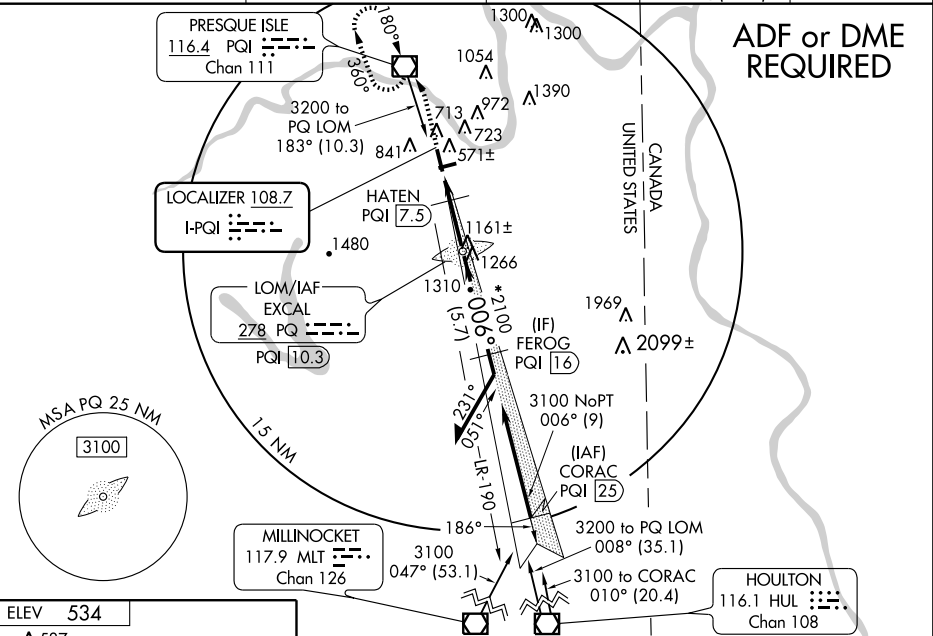 PRESQUE ISLE
116.4 PQI
Chan 111
180°
360°
1300
1300
ADF or DME
REQUIRED
1054
1390
972
713
723
571±
841
3200 to
PQ LOM
183° (10.3)
CANADA
UNITED STATES
LOCALIZER 108.7
I-PQI
HATEN
PQI 7.5
1161±
1266
1480
1310
LOM/IAF
EXCAL
278 PQ
PQI 10.3
006°
(5.7)
*2100
(IF)
FEROG
PQI 16
1969
2099±
231°
051°
3100 NoPT
006° (9)
LR-190
15 NM
(IAF)
CORAC
PQI 25
MSA PQ 25 NM
3100
186°
3200 to PQ LOM
008° (35.1)
MILLINOCKET
117.9 MLT
Chan 126
3100
047° (53.1)
3100 to CORAC
010° (20.4)
HOULTON
116.1 HUL
Chan 108
ELEV 534